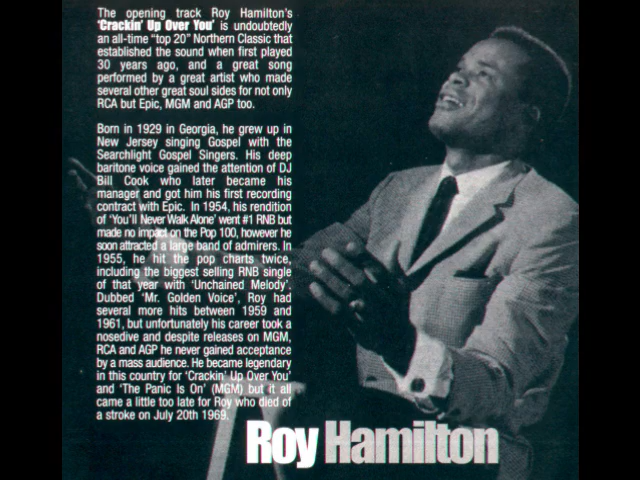 The opening track Roy Hamilton's
'Crackin' Up Over You' is undoubtedly
an all-time "top 20" Northern Classic that
established the sound when first played
30 years ago, and a great song
performed by a great artist who made
several other great soul sides for not only
RCA but Epic, MGM and AGP too.
Born in 1929 in Georgia, he grew up in
New Jersey singing Gospel with the
Searchlight Gospel Singers. His deep
baritone voice gained the attention of DJ
Bill Cook who later became his
manager and got him his first recording
contract with Epic. In 1954, his rendition
of 'You'll Never Walk Alone' went #1 RNB but
made no impact on the Pop 100, however he
soon attracted a large band of admirers. In
1955, he hit the pop charts twice,
including the biggest selling RNB single
of that year with 'Unchained Melody'.
Dubbed 'Mr. Golden Voice', Roy had
several more hits between 1959 and
1961, but unfortunately his career took a
nosedive and despite releases on MGM,
RCA and AGP he never gained acceptance
by a mass audience. He became legendary
in this country for 'Crackin' Up Over You'
and 'The Panic Is On' (MGM) but it all
came a little too late for Roy who died of
a stroke on July 20th 1969.
Roy Hamilton